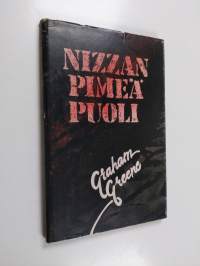 NIZZAN
PIMEÄ
PUOLI
Graham
Greene